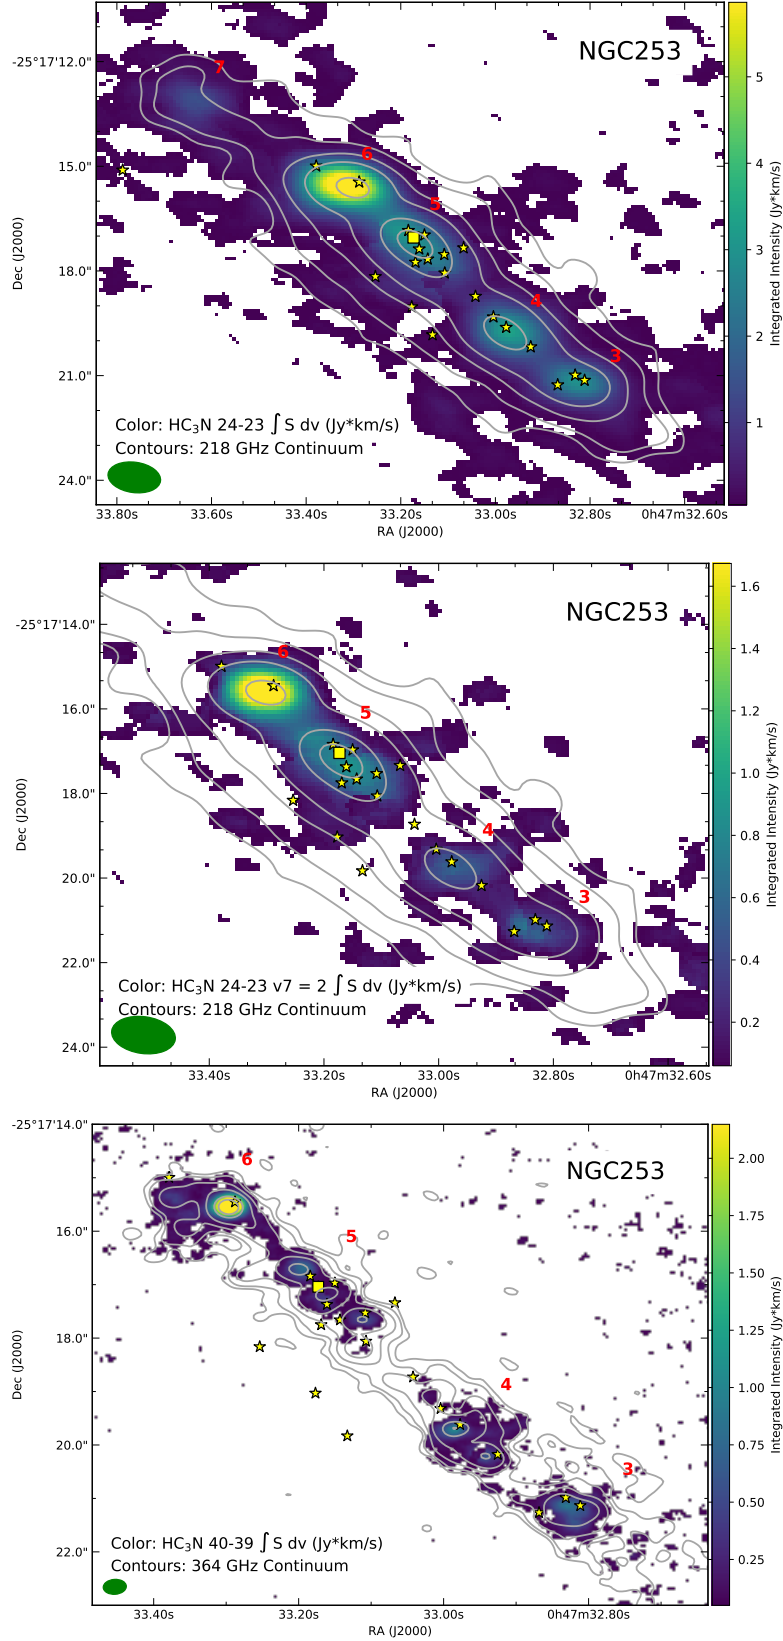 NGC253
-25°17'12.0"
15.0"
18.0"
21.0"
24.0"
Dec (J2000)
7
6
5
4
3
Color: HC₃N 24-23 ∫ S dv (Jy*km/s)
Contours: 218 GHz Continuum
33.80s 33.60s 33.40s 33.20s 33.00s 32.80s 0h47m32.60s
RA (J2000)
5
4
3
2
1
Integrated Intensity (Jy*km/s)
NGC253
-25°17'14.0"
16.0"
18.0"
20.0"
22.0"
24.0"
Dec (J2000)
6
5
4
3
Color: HC₃N 24-23 v7 = 2 ∫ S dv (Jy*km/s)
Contours: 218 GHz Continuum
33.40s 33.20s 33.00s 32.80s 0h47m32.60s
RA (J2000)
1.6
1.4
1.2
1.0
0.8
0.6
0.4
0.2
Integrated Intensity (Jy*km/s)
NGC253
-25°17'14.0"
16.0"
18.0"
20.0"
22.0"
Dec (J2000)
6
5
4
3
Color: HC₃N 40-39 ∫ S dv (Jy*km/s)
Contours: 364 GHz Continuum
33.40s 33.20s 33.00s 0h47m32.80s
RA (J2000)
2.00
1.75
1.50
1.25
1.00
0.75
0.50
0.25
Integrated Intensity (Jy*km/s)